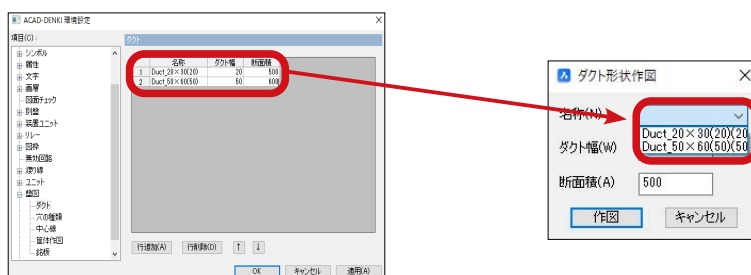 ACAD-DENKI 環境設定
項目(C):
シンボル
属性
文字
画層
図面チェック
別盤
装置ユニット
リレー
図枠
無効回路
渡り線
ユニット
盤図
ダクト
穴の種類
中心線
筐体作図
銘板
ダクト
名称 ダクト幅 断面積
1 Duct_20×30(20) 20 500
2 Duct_50×60(50) 50 500
行追加(A) 行削除(D) ↑ ↓
OK キャンセル 適用(A)
ダクト形状作図
名称(N)
Duct_20×30(20)(20
Duct_50×60(50)(50
ダクト幅(W)
断面積(A) 500
作図 キャンセル